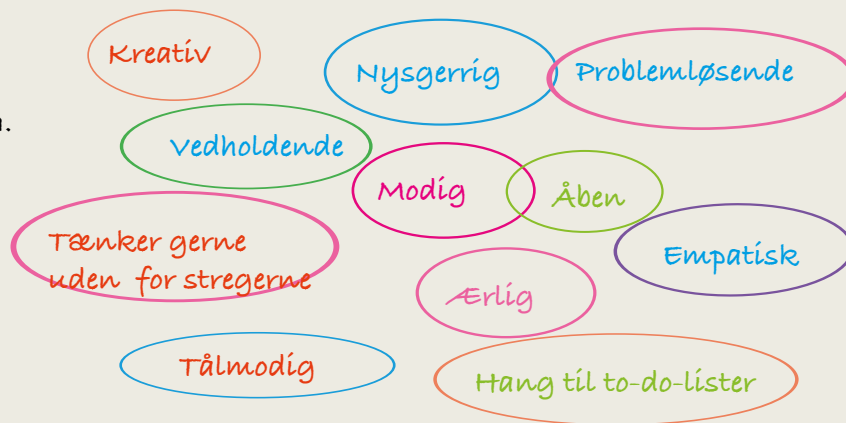 Kreativ
Nysgerrig
Problemløsende
Vedholdende
Modig
Åben
Tænker gerne
uden for stregerne
Empatisk
Ærlig
Tålmodig
Hang til to-do-lister